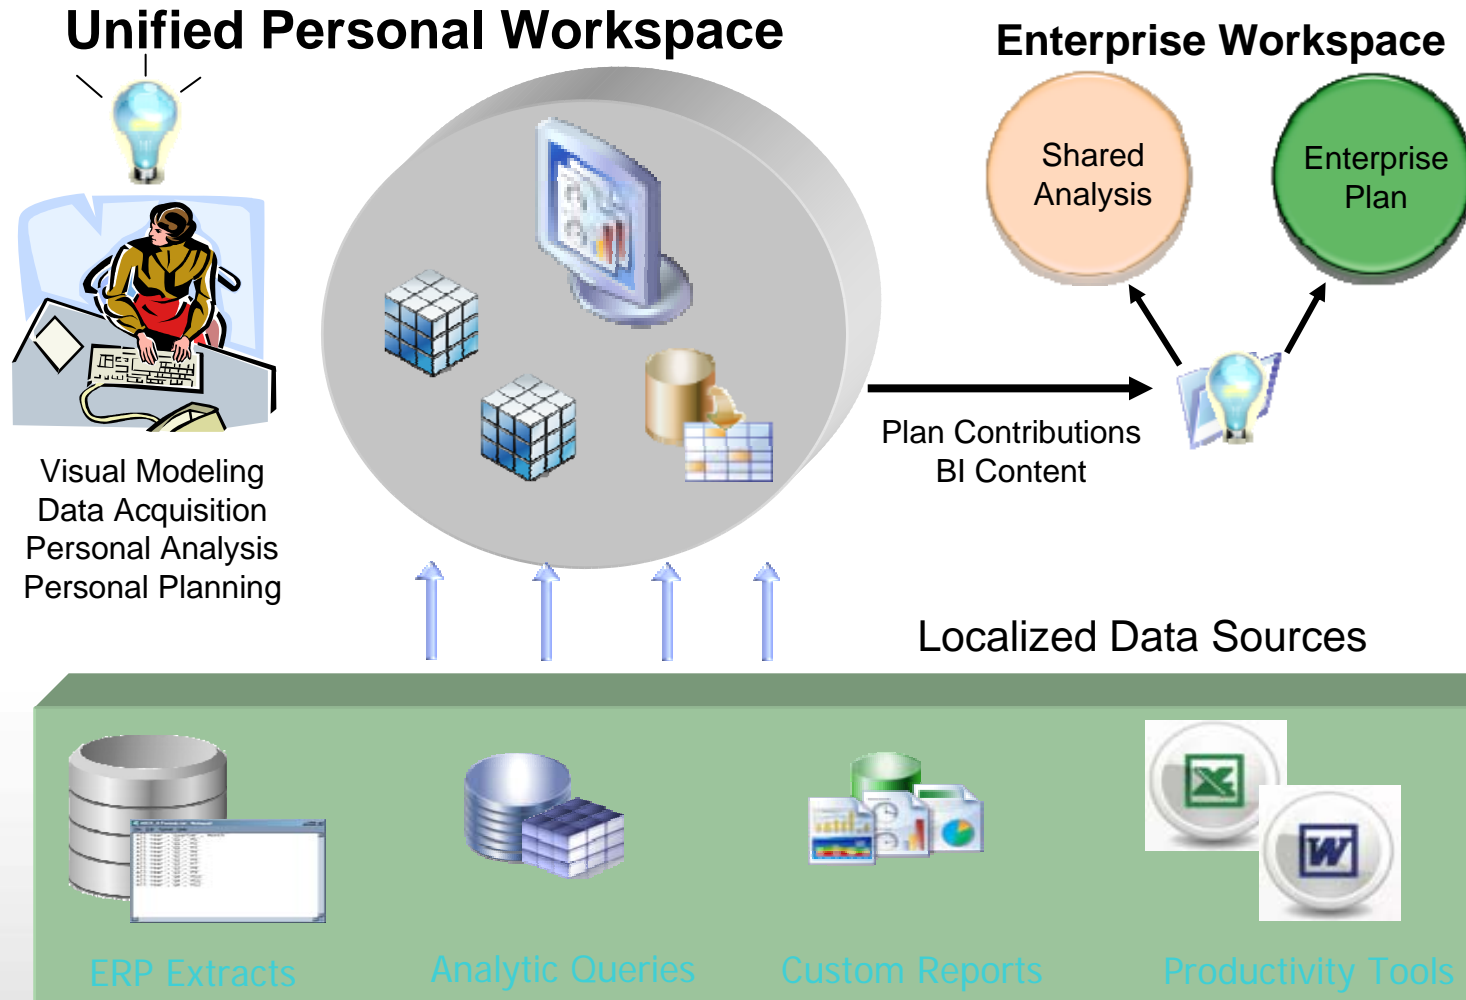 Unified Personal Workspace
Enterprise Workspace
Shared
Analysis
Enterprise
Plan
Plan Contributions
BI Content
Visual Modeling
Data Acquisition
Personal Analysis
Personal Planning
Localized Data Sources
ERP Extracts
Analytic Queries
Custom Reports
Productivity Tools